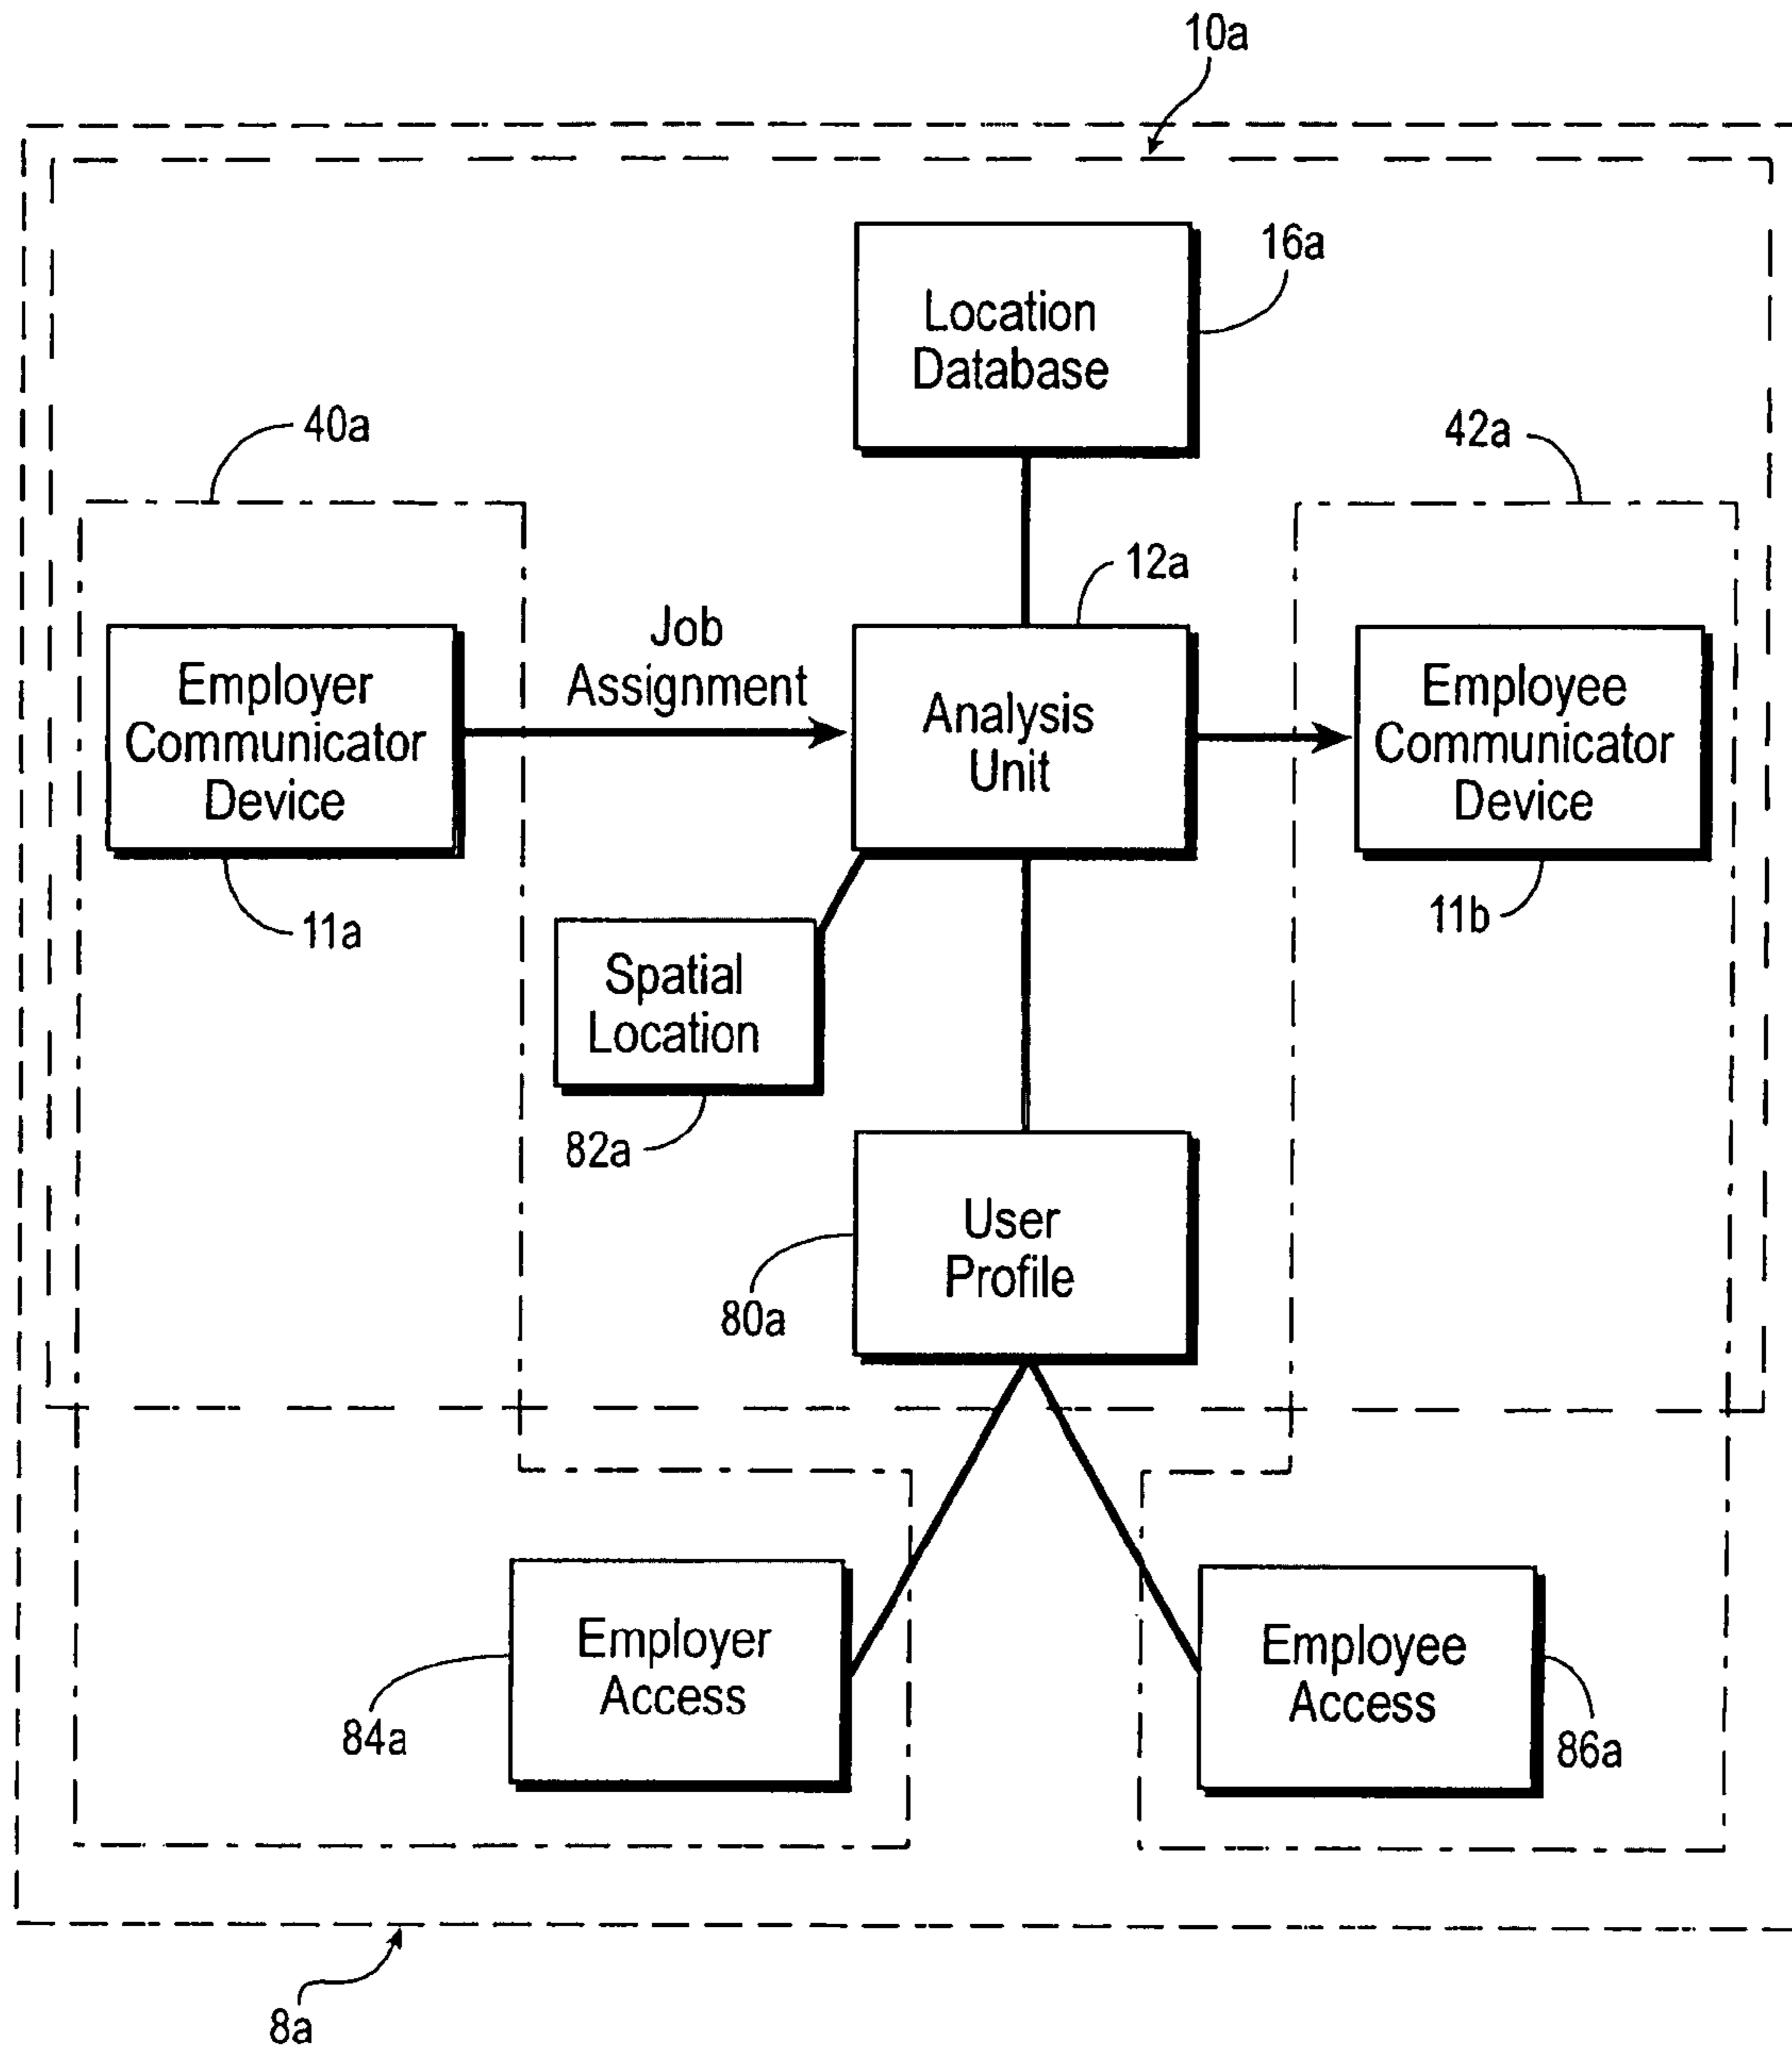 10a
16a
Location
Database
40a
42a
12a
Job
Assignment
Employer
Communicator
Device
Analysis
Unit
Employee
Communicator
Device
11a
11b
Spatial
Location
82a
User
Profile
80a
Employer
Access
84a
Employee
Access
86a
8a